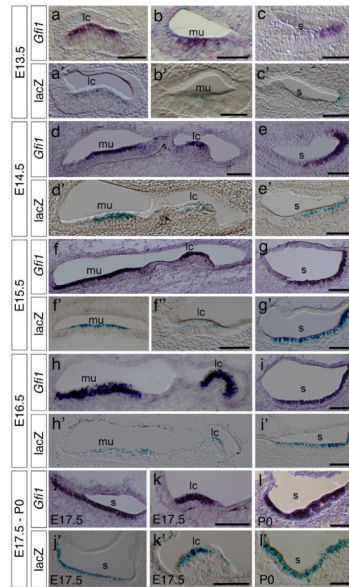 E13.5
Gfi1
a lc
b mu
c s
lacZ
a' lc
b' mu
c' s
E14.5
Gfi1
d mu lc
e s
lacZ
d' mu lc
e' s
E15.5
Gfi1
f mu lc
g s
lacZ
f' mu
f'' lc
g' s
E16.5
Gfi1
h mu lc
i s
lacZ
h' mu lc
i' s
E17.5 - P0
Gfi1
j s E17.5
k lc E17.5
l s P0
lacZ
j' s E17.5
k' lc E17.5
l' s P0